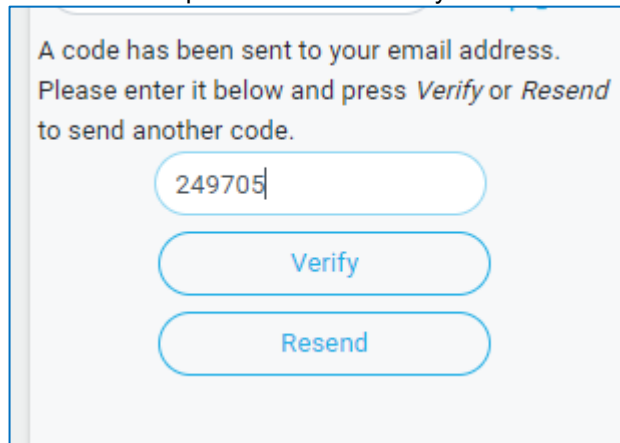 A code has been sent to your email address.
Please enter it below and press Verify or Resend
to send another code.
249705
Verify
Resend